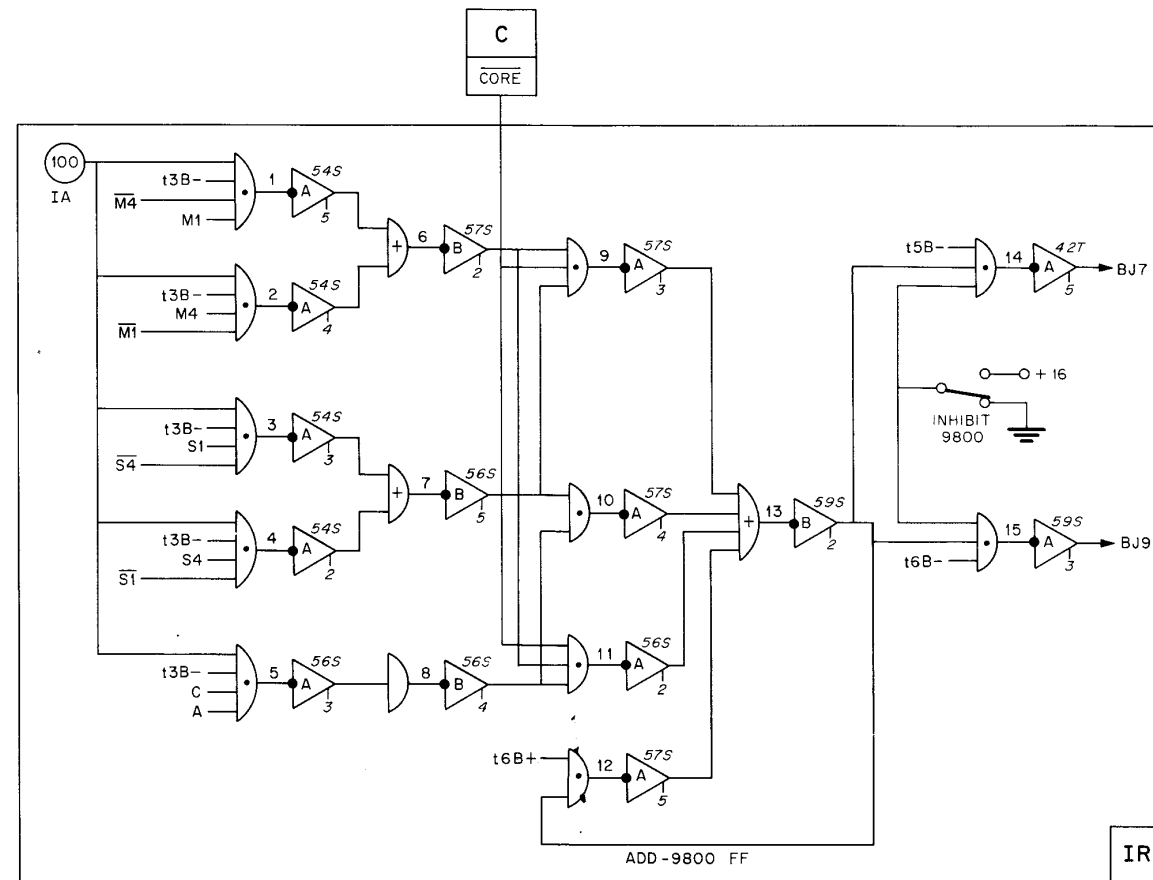 C
CORE
100
IA
t3B-
M4
M1
1
A
54S
5
t3B-
M4
M1
2
A
54S
4
+
6
B
57S
2
t3B-
S1
S4
3
A
54S
3
t3B-
S4
S1
4
A
54S
2
+
7
B
56S
5
t3B-
C
A
5
A
56S
3
8
B
56S
4
9
A
57S
3
10
A
57S
4
11
A
56S
2
t6B+
12
A
57S
5
+
13
B
59S
2
t5B-
14
A
42T
5
BJ7
+16
INHIBIT
9800
t6B-
15
A
59S
3
BJ9
ADD-9800 FF
IR